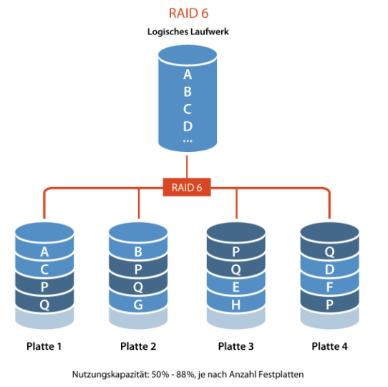 RAID 6
Logisches Laufwerk
A
B
C
D
...
RAID 6
A B P Q
C P Q D
P Q E F
Q G H P
Platte 1 Platte 2 Platte 3 Platte 4
Nutzungskapazität: 50% - 88%, je nach Anzahl Festplatten